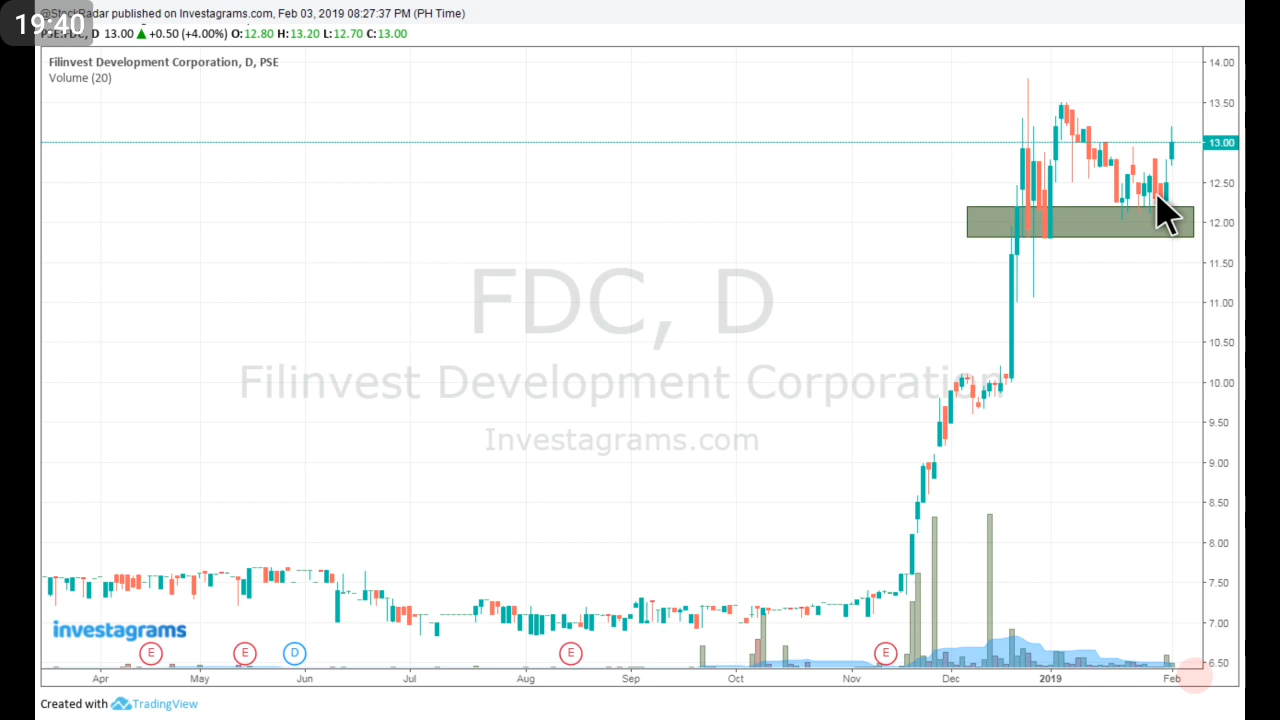 19:40
@StockRadar published on Investagrams.com, Feb 03, 2019 08:27:37 PM (PH Time)
PSE:FDC, D 13.00 ▲ +0.50 (+4.00%) O:12.80 H:13.20 L:12.70 C:13.00
Filinvest Development Corporation, D, PSE
Volume (20)
14.00
13.50
13.00
12.50
12.00
11.50
11.00
10.50
10.00
9.50
9.00
8.50
8.00
7.50
7.00
6.50
FDC, D
Filinvest Development Corporation
Investagrams.com
investagrams
E E D E E
Apr May Jun Jul Aug Sep Oct Nov Dec 2019 Feb
Created with TradingView